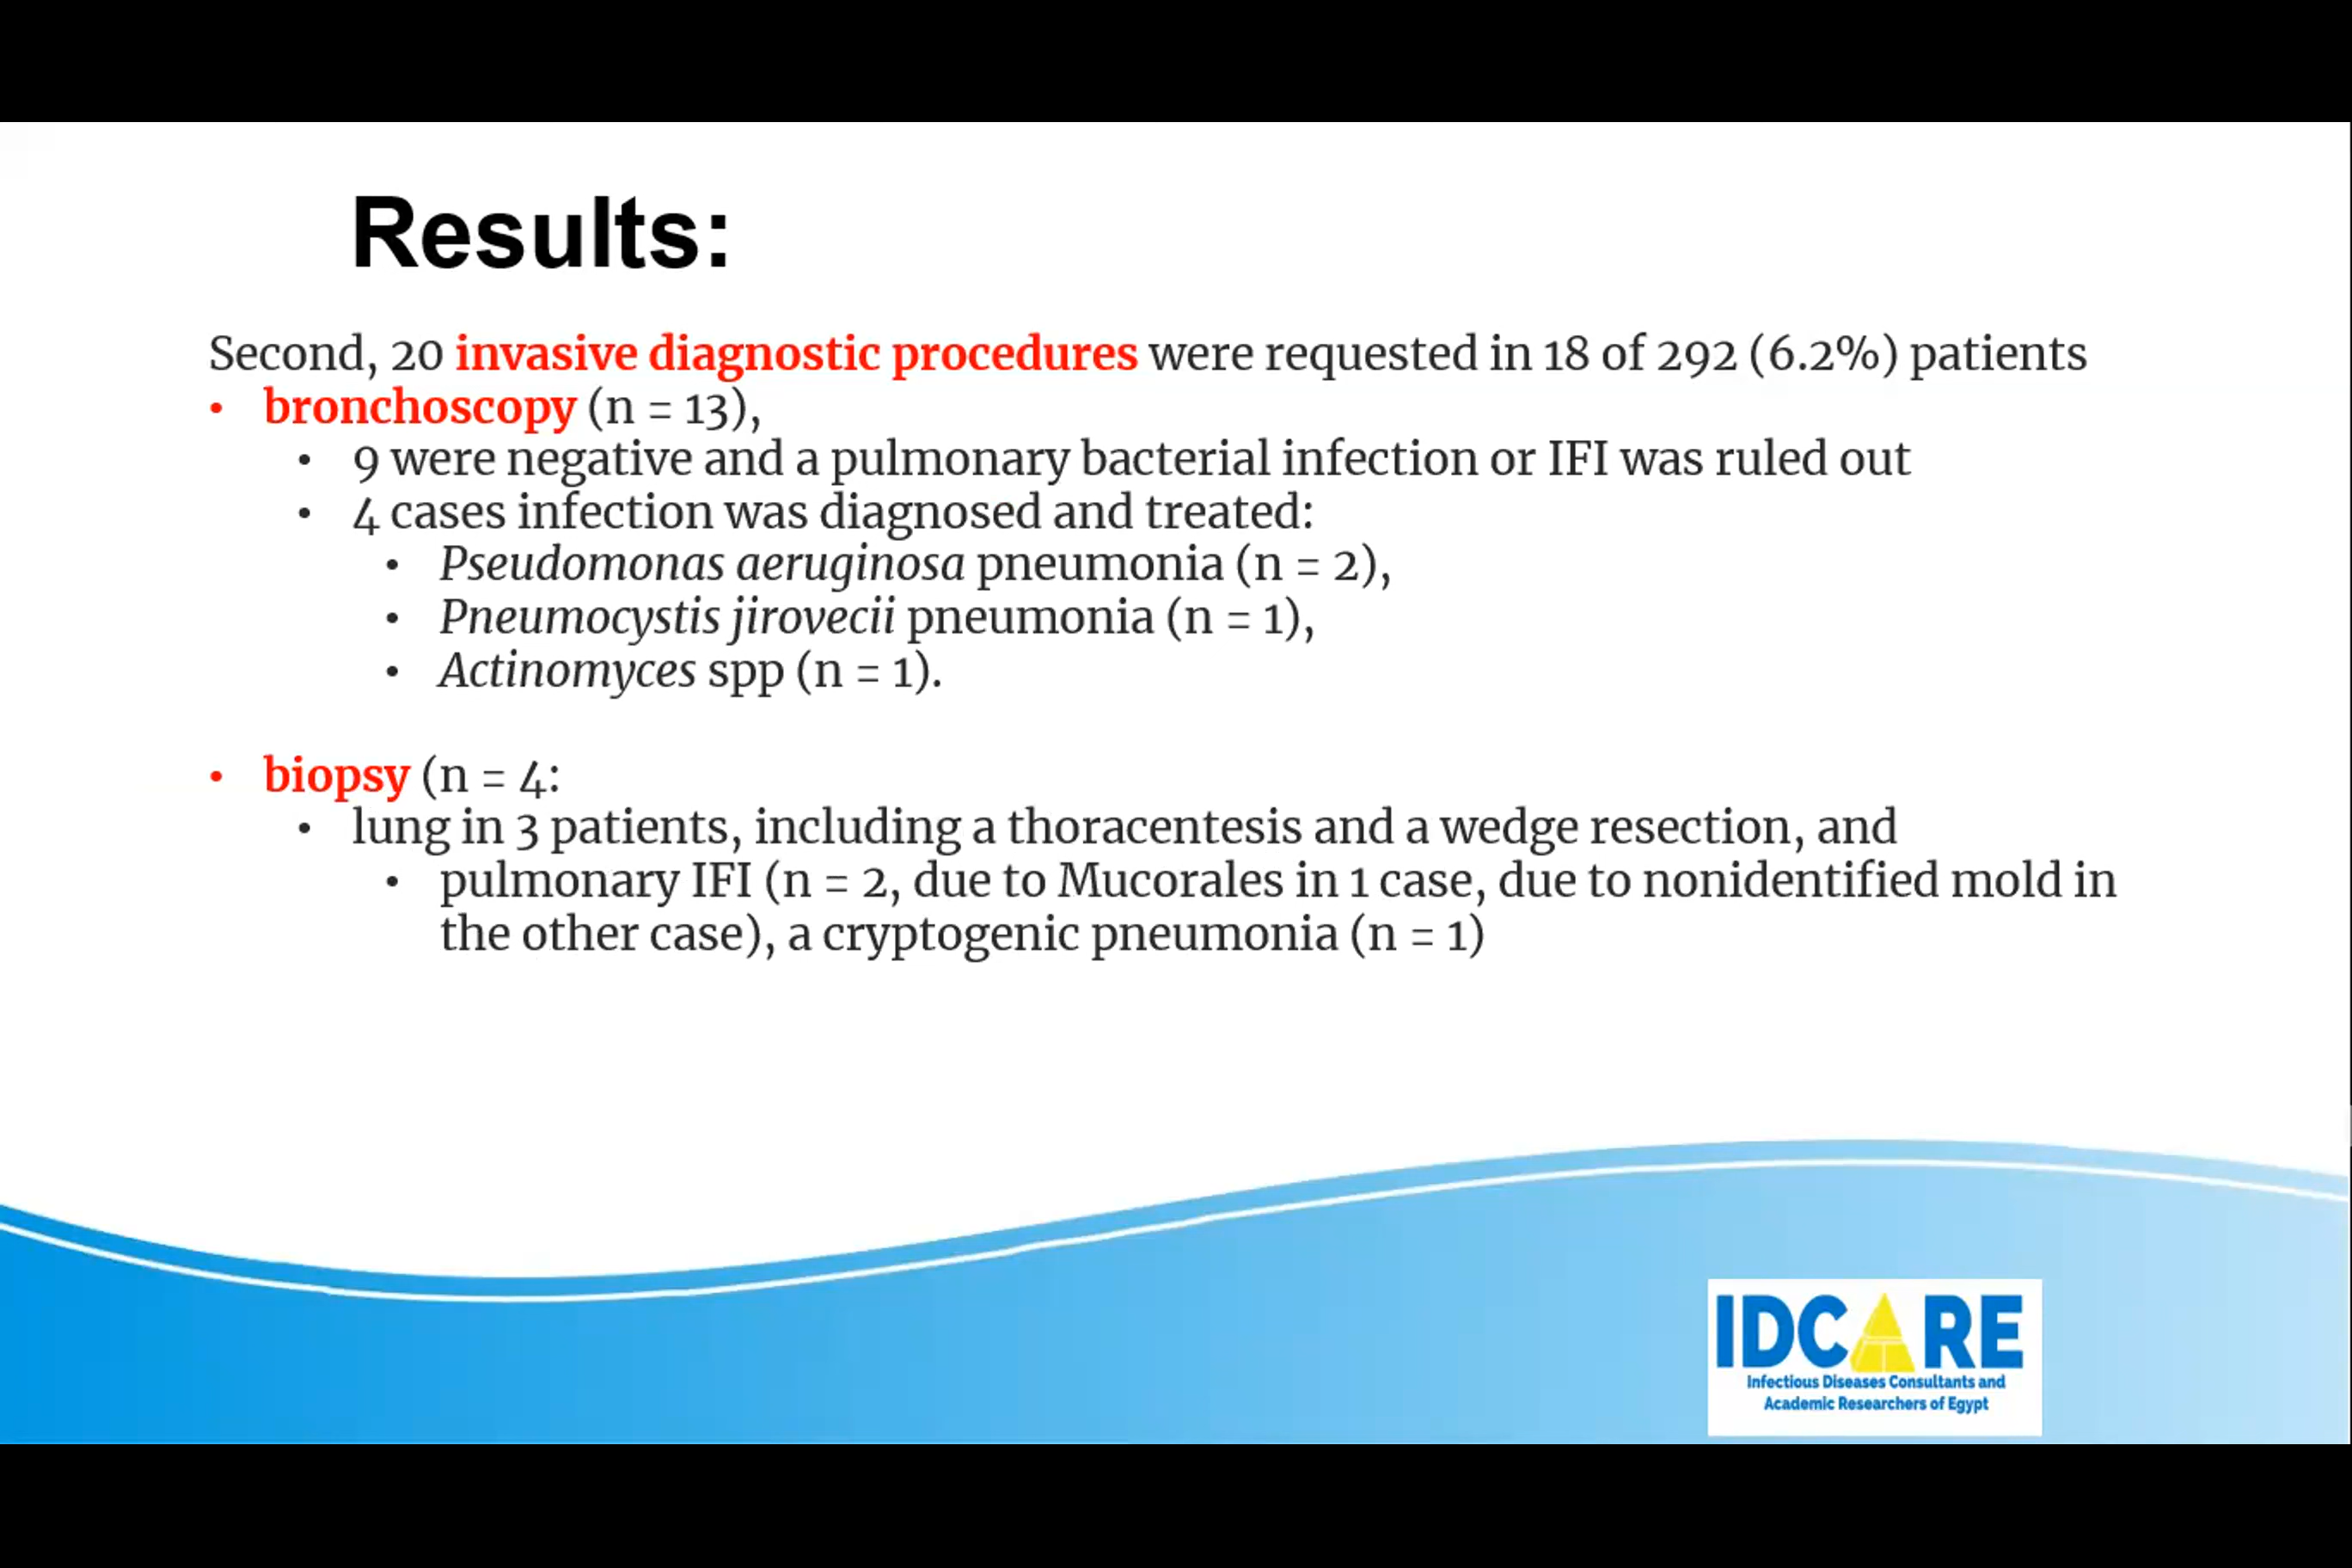 Results:
Second, 20 invasive diagnostic procedures were requested in 18 of 292 (6.2%) patients
• bronchoscopy (n = 13),
• 9 were negative and a pulmonary bacterial infection or IFI was ruled out
• 4 cases infection was diagnosed and treated:
• Pseudomonas aeruginosa pneumonia (n = 2),
• Pneumocystis jirovecii pneumonia (n = 1),
• Actinomyces spp (n = 1).
• biopsy (n = 4:
• lung in 3 patients, including a thoracentesis and a wedge resection, and
• pulmonary IFI (n = 2, due to Mucorales in 1 case, due to nonidentified mold in
the other case), a cryptogenic pneumonia (n = 1)
IDCARE
Infectious Diseases Consultants and
Academic Researchers of Egypt